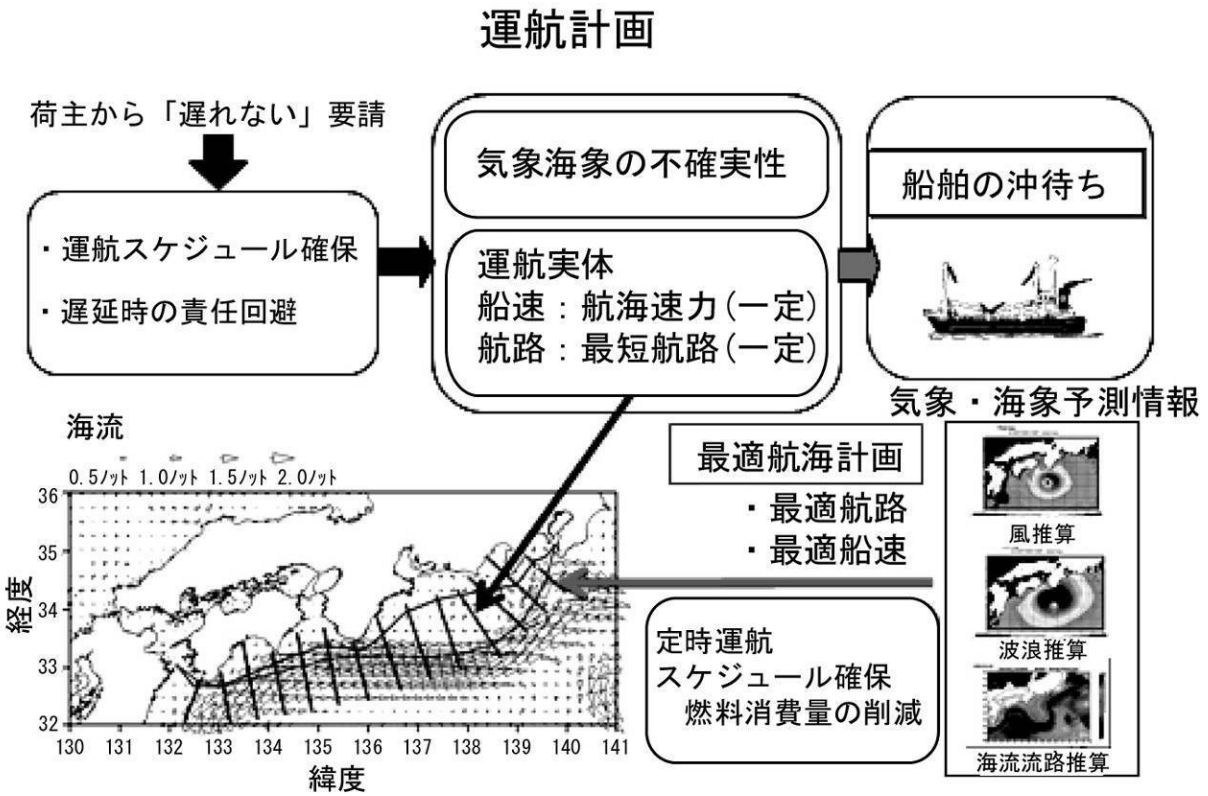 運航計画
荷主から「遅れない」要請
・運航スケジュール確保
・遅延時の責任回避
気象海象の不確実性
運航実体
船速：航海速力(一定)
航路：最短航路(一定)
船舶の沖待ち
気象・海象予測情報
風推算
波浪推算
海流流路推算
最適航海計画
・最適航路
・最適船速
定時運航
スケジュール確保
燃料消費量の削減
海流
0.5ノット 1.0ノット 1.5ノット 2.0ノット
36
35
34
33
32
経度
130 131 132 133 134 135 136 137 138 139 140 141
緯度